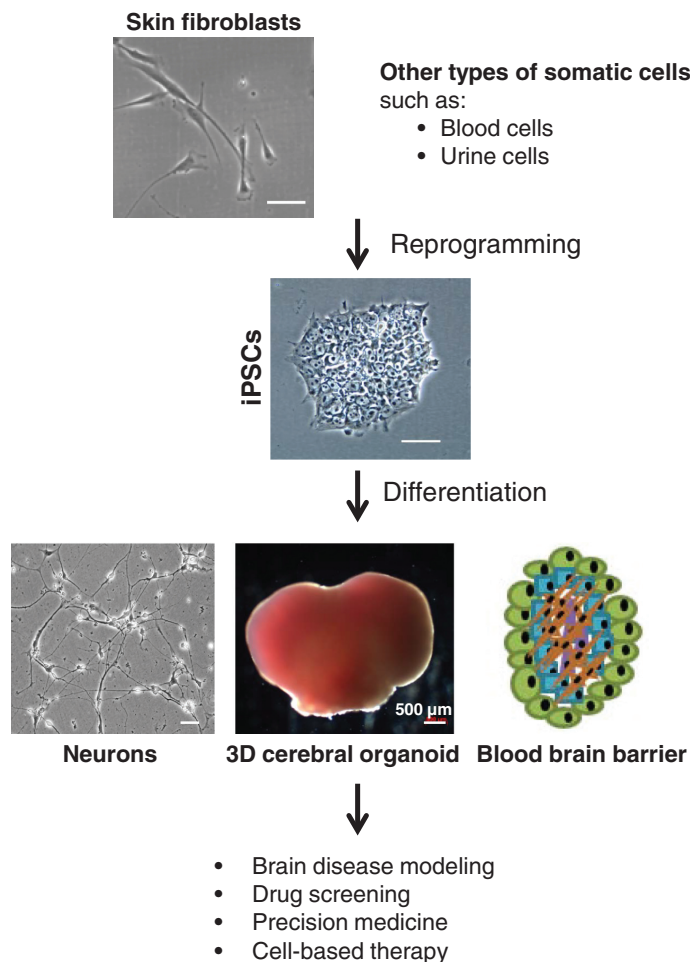 Skin fibroblasts
Other types of somatic cells
such as:
• Blood cells
• Urine cells
Reprogramming
iPSCs
Differentiation
500 μm
Neurons
3D cerebral organoid
Blood brain barrier
• Brain disease modeling
• Drug screening
• Precision medicine
• Cell-based therapy